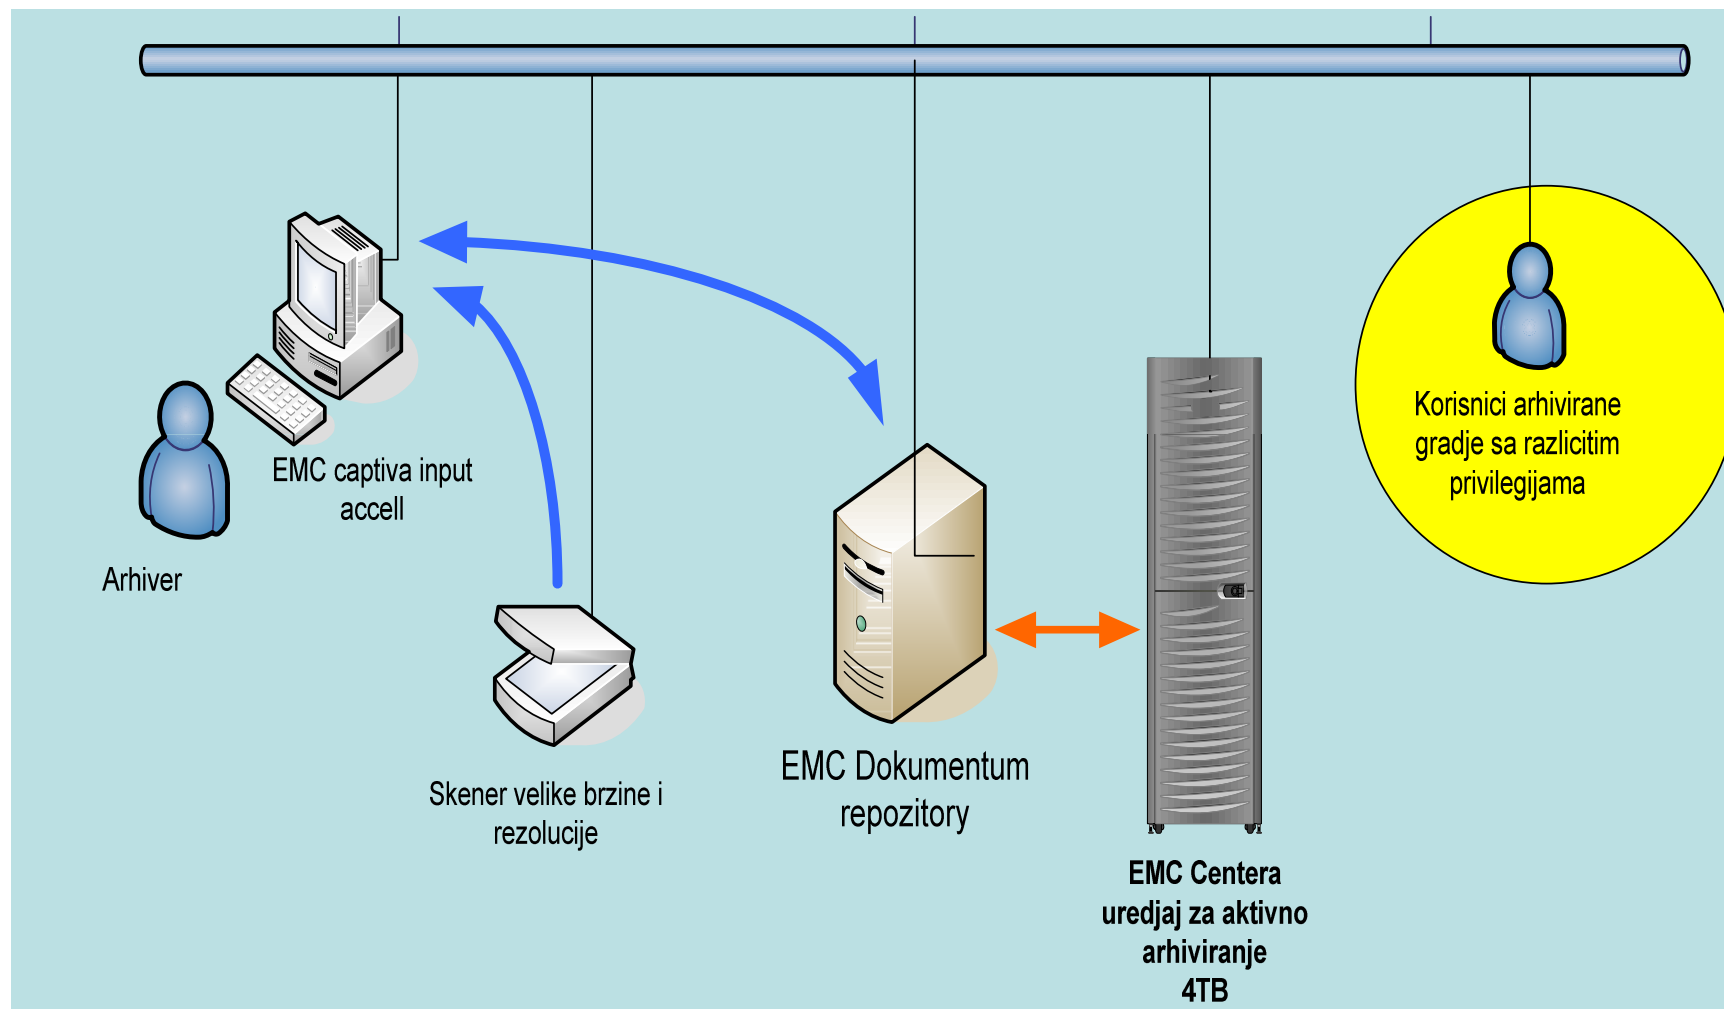 EMC captiva input
accell
Arhiver
Skener velike brzine i
rezolucije
EMC Dokumentum
repozitory
EMC Centera
uredjaj za aktivno
arhiviranje
4TB
Korisnici arhivirane
gradje sa razlicitim
privilegijama